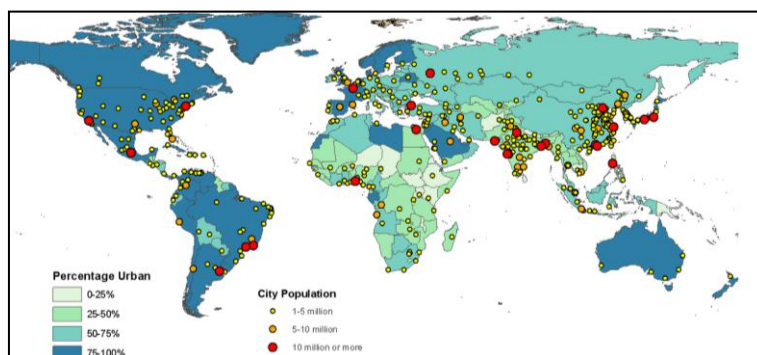 Percentage Urban
0-25%
25-50%
50-75%
75-100%
City Population
1-5 million
5-10 million
10 million or more